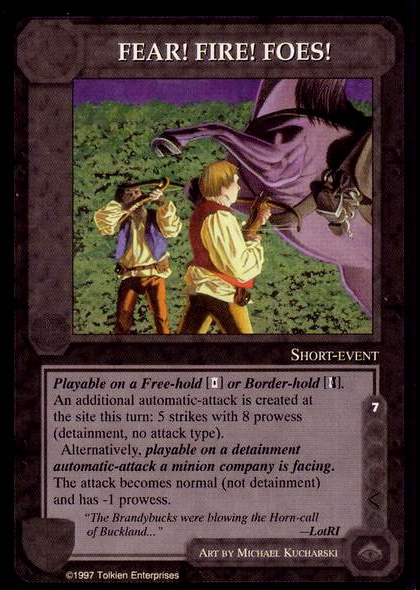 FEAR! FIRE! FOES!
SHORT-EVENT
Playable on a Free-hold [] or Border-hold [].
An additional automatic-attack is created at
the site this turn: 5 strikes with 8 prowess
(detainment, no attack type).
Alternatively, playable on a detainment
automatic-attack a minion company is facing.
The attack becomes normal (not detainment)
and has -1 prowess.
7
"The Brandybucks were blowing the Horn-call
of Buckland..." —LotRI
ART BY MICHAEL KUCHARSKI
©1997 Tolkien Enterprises